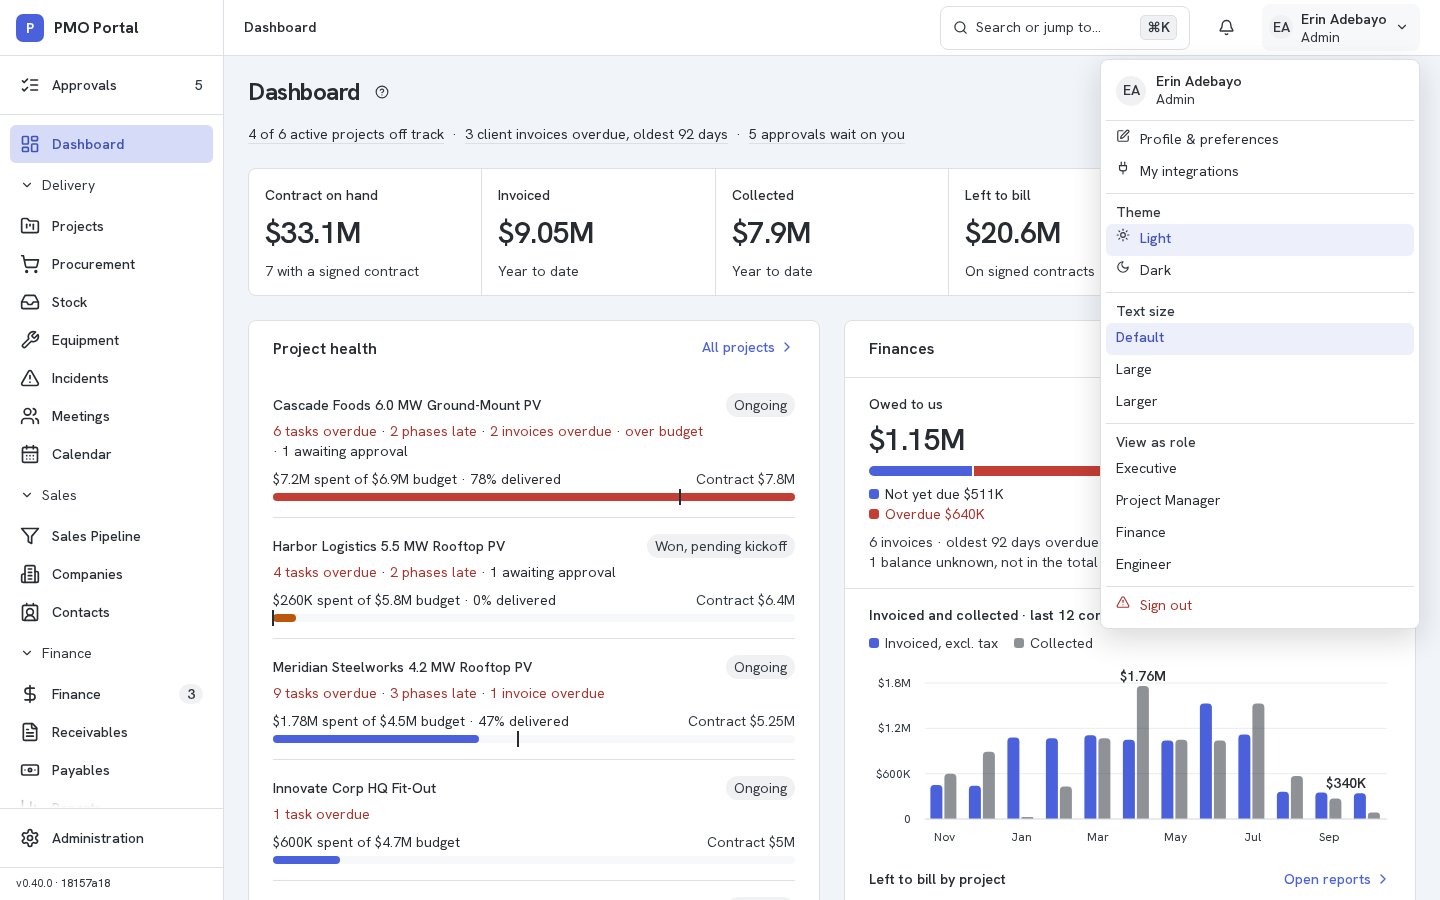 P PMO Portal
Dashboard
Search or jump to...
⌘K
EA
Erin Adebayo
Admin
Approvals 5
Dashboard
Delivery
Projects
Procurement
Stock
Equipment
Incidents
Meetings
Calendar
Sales
Sales Pipeline
Companies
Contacts
Finance
Finance 3
Receivables
Payables
Reports
Administration
v0.40.0 · 18157a18
Dashboard
4 of 6 active projects off track · 3 client invoices overdue, oldest 92 days · 5 approvals wait on you
Contract on hand
$33.1M
7 with a signed contract
Invoiced
$9.05M
Year to date
Collected
$7.9M
Year to date
Left to bill
$20.6M
On signed contracts
Project health
All projects
Cascade Foods 6.0 MW Ground-Mount PV
Ongoing
6 tasks overdue · 2 phases late · 2 invoices overdue · over budget
· 1 awaiting approval
$7.2M spent of $6.9M budget · 78% delivered
Contract $7.8M
Harbor Logistics 5.5 MW Rooftop PV
Won, pending kickoff
4 tasks overdue · 2 phases late · 1 awaiting approval
$260K spent of $5.8M budget · 0% delivered
Contract $6.4M
Meridian Steelworks 4.2 MW Rooftop PV
Ongoing
9 tasks overdue · 3 phases late · 1 invoice overdue
$1.78M spent of $4.5M budget · 47% delivered
Contract $5.25M
Innovate Corp HQ Fit-Out
Ongoing
1 task overdue
$600K spent of $4.7M budget
Contract $5M
Finances
Owed to us
$1.15M
Not yet due $511K
Overdue $640K
6 invoices · oldest 92 days overdue
1 balance unknown, not in the total
Invoiced and collected · last 12
Invoiced, excl. tax
Collected
$1.8M
$1.2M
$600K
0
$1.76M
$340K
Nov
Jan
Mar
May
Jul
Sep
Left to bill by project
Open reports
EA
Erin Adebayo
Admin
Profile & preferences
My integrations
Theme
Light
Dark
Text size
Default
Large
Larger
View as role
Executive
Project Manager
Finance
Engineer
Sign out